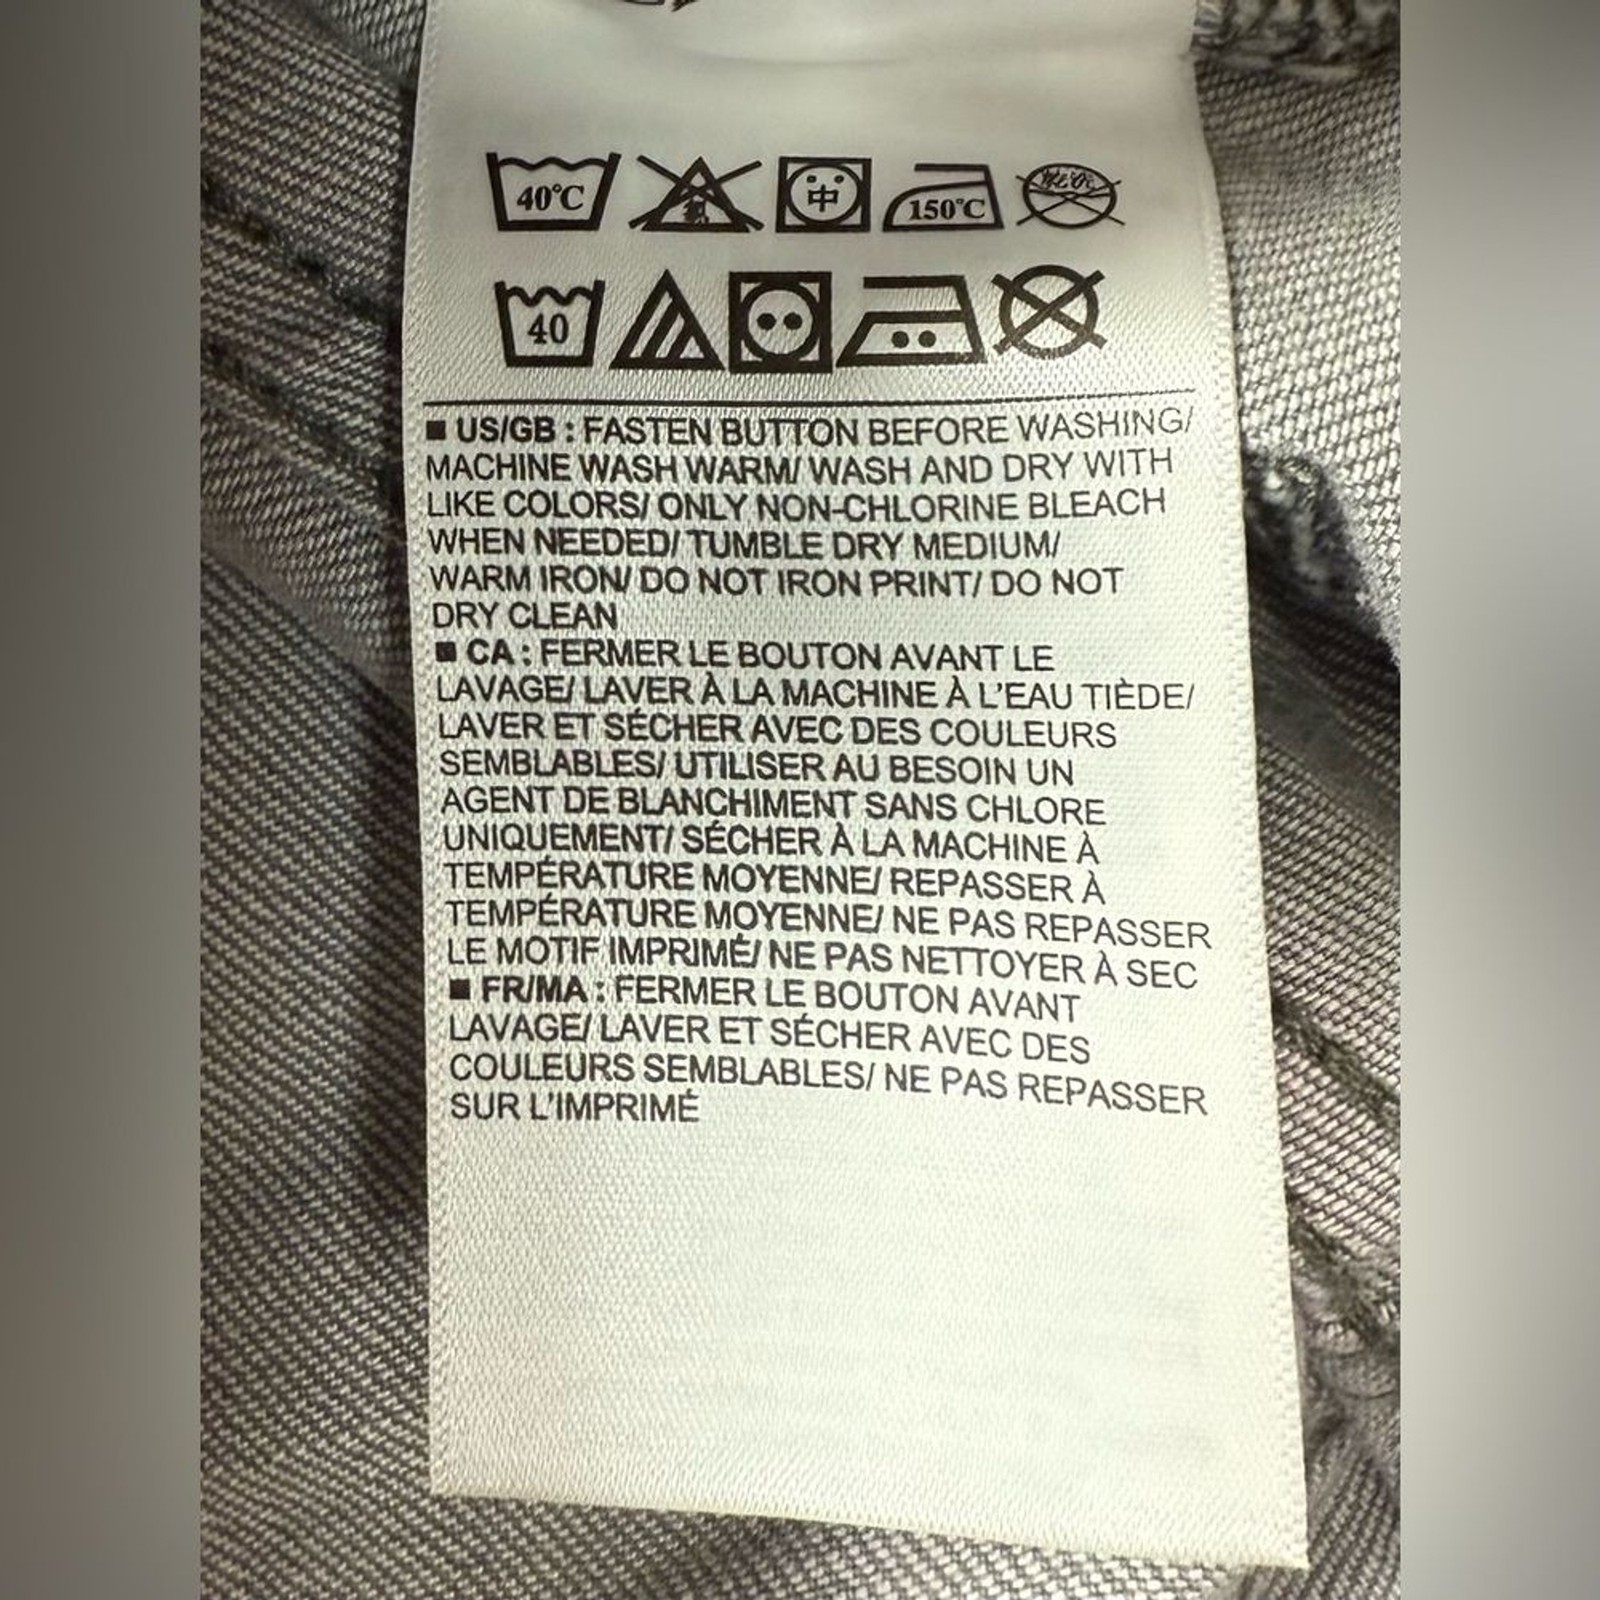 40°C 中 150°C
40
■ US/GB : FASTEN BUTTON BEFORE WASHING/
MACHINE WASH WARM/ WASH AND DRY WITH
LIKE COLORS/ ONLY NON-CHLORINE BLEACH
WHEN NEEDED/ TUMBLE DRY MEDIUM/
WARM IRON/ DO NOT IRON PRINT/ DO NOT
DRY CLEAN
■ CA : FERMER LE BOUTON AVANT LE
LAVAGE/ LAVER À LA MACHINE À L'EAU TIÈDE/
LAVER ET SÉCHER AVEC DES COULEURS
SEMBLABLES/ UTILISER AU BESOIN UN
AGENT DE BLANCHIMENT SANS CHLORE
UNIQUEMENT/ SÉCHER À LA MACHINE À
TEMPÉRATURE MOYENNE/ REPASSER À
TEMPÉRATURE MOYENNE/ NE PAS REPASSER
LE MOTIF IMPRIMÉ/ NE PAS NETTOYER À SEC
■ FR/MA : FERMER LE BOUTON AVANT
LAVAGE/ LAVER ET SÉCHER AVEC DES
COULEURS SEMBLABLES/ NE PAS REPASSER
SUR L'IMPRIMÉ